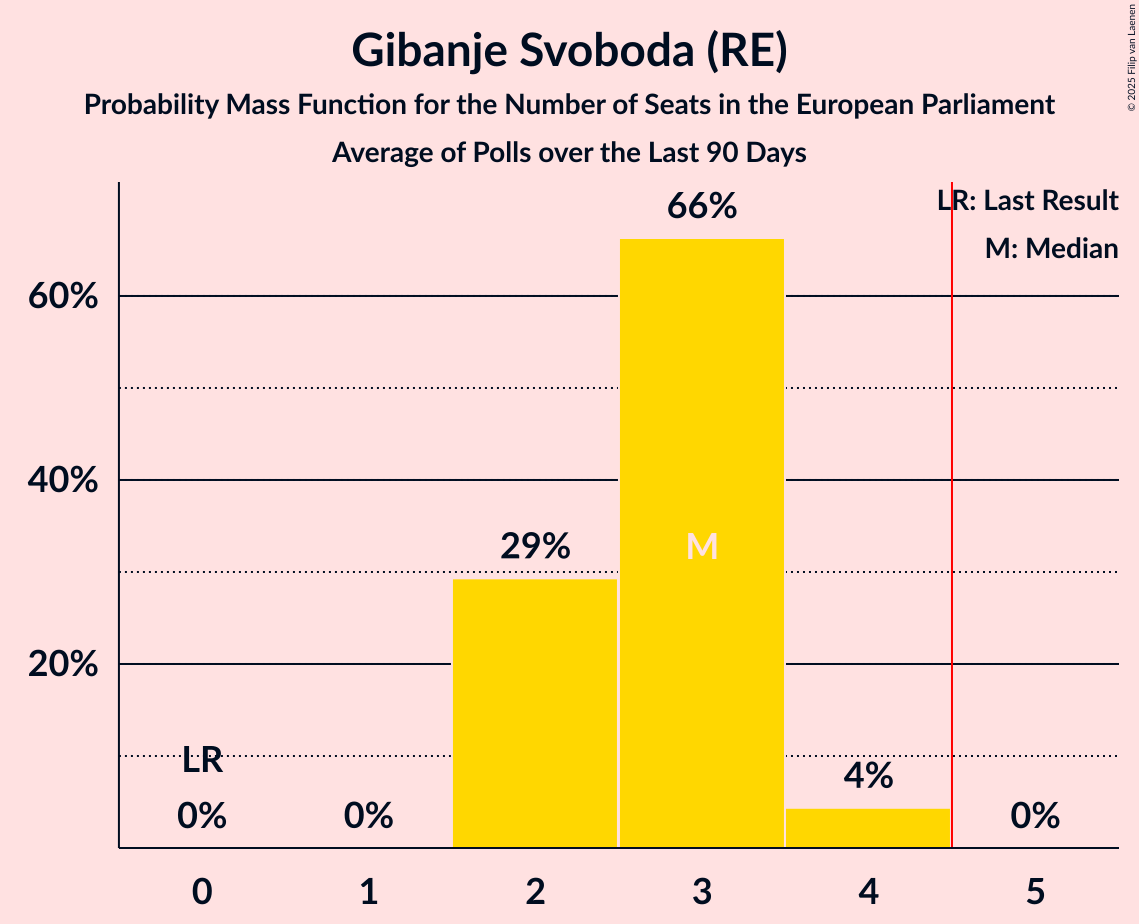 Gibanje Svoboda (RE)
Probability Mass Function for the Number of Seats in the European Parliament
Average of Polls over the Last 90 Days
© 2025 Filip van Laenen
LR: Last Result
M: Median
66%
60%
40%
29%
M
20%
LR
4%
0%
0%
0%
0
1
2
3
4
5